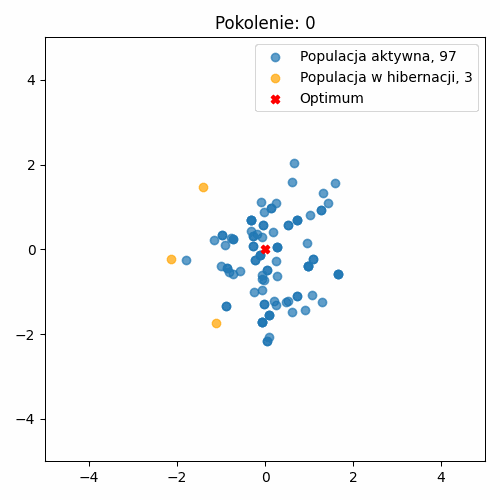 Pokolenie: 0
Populacja aktywna, 97
Populacja w hibernacji, 3
Optimum
4
2
0
−2
−4
−4 −2 0 2 4